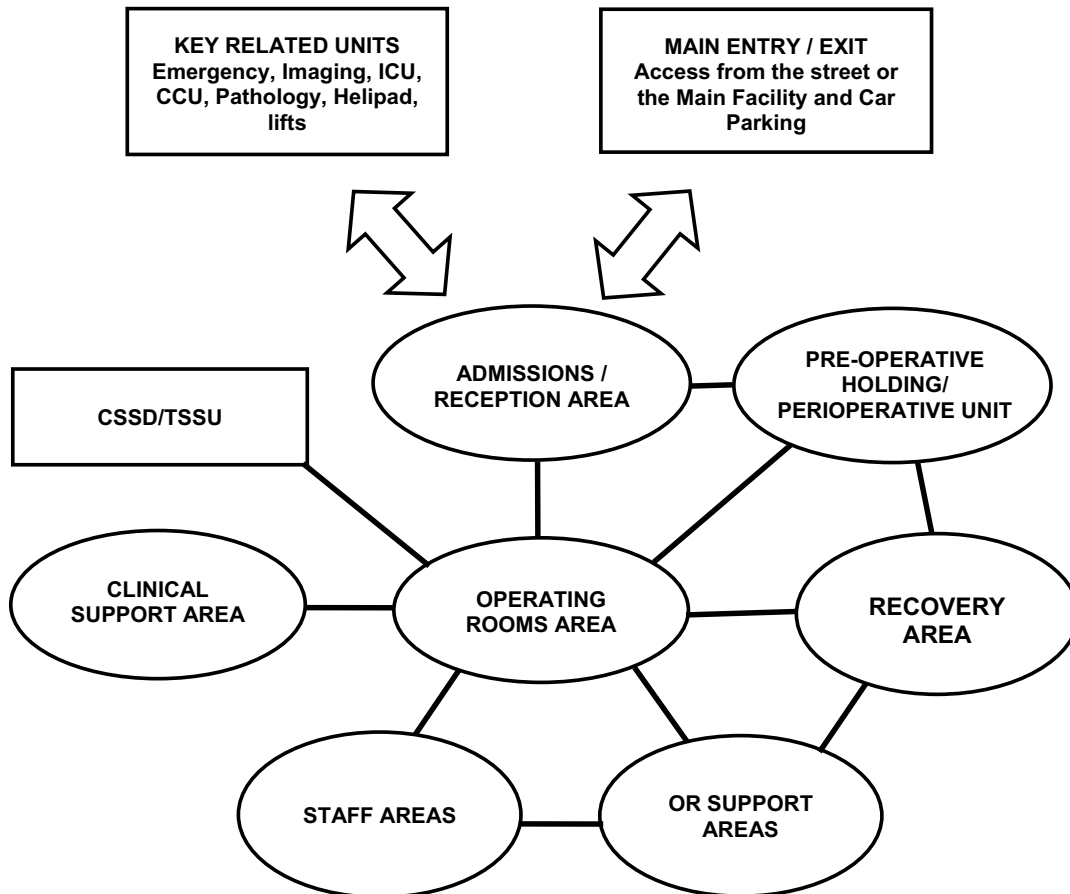 KEY RELATED UNITS
Emergency, Imaging, ICU,
CCU, Pathology, Helipad,
lifts
MAIN ENTRY / EXIT
Access from the street or
the Main Facility and Car
Parking
ADMISSIONS /
RECEPTION AREA
PRE-OPERATIVE
HOLDING/
PERIOPERATIVE UNIT
CSSD/TSSU
CLINICAL
SUPPORT AREA
OPERATING
ROOMS AREA
RECOVERY
AREA
STAFF AREAS
OR SUPPORT
AREAS